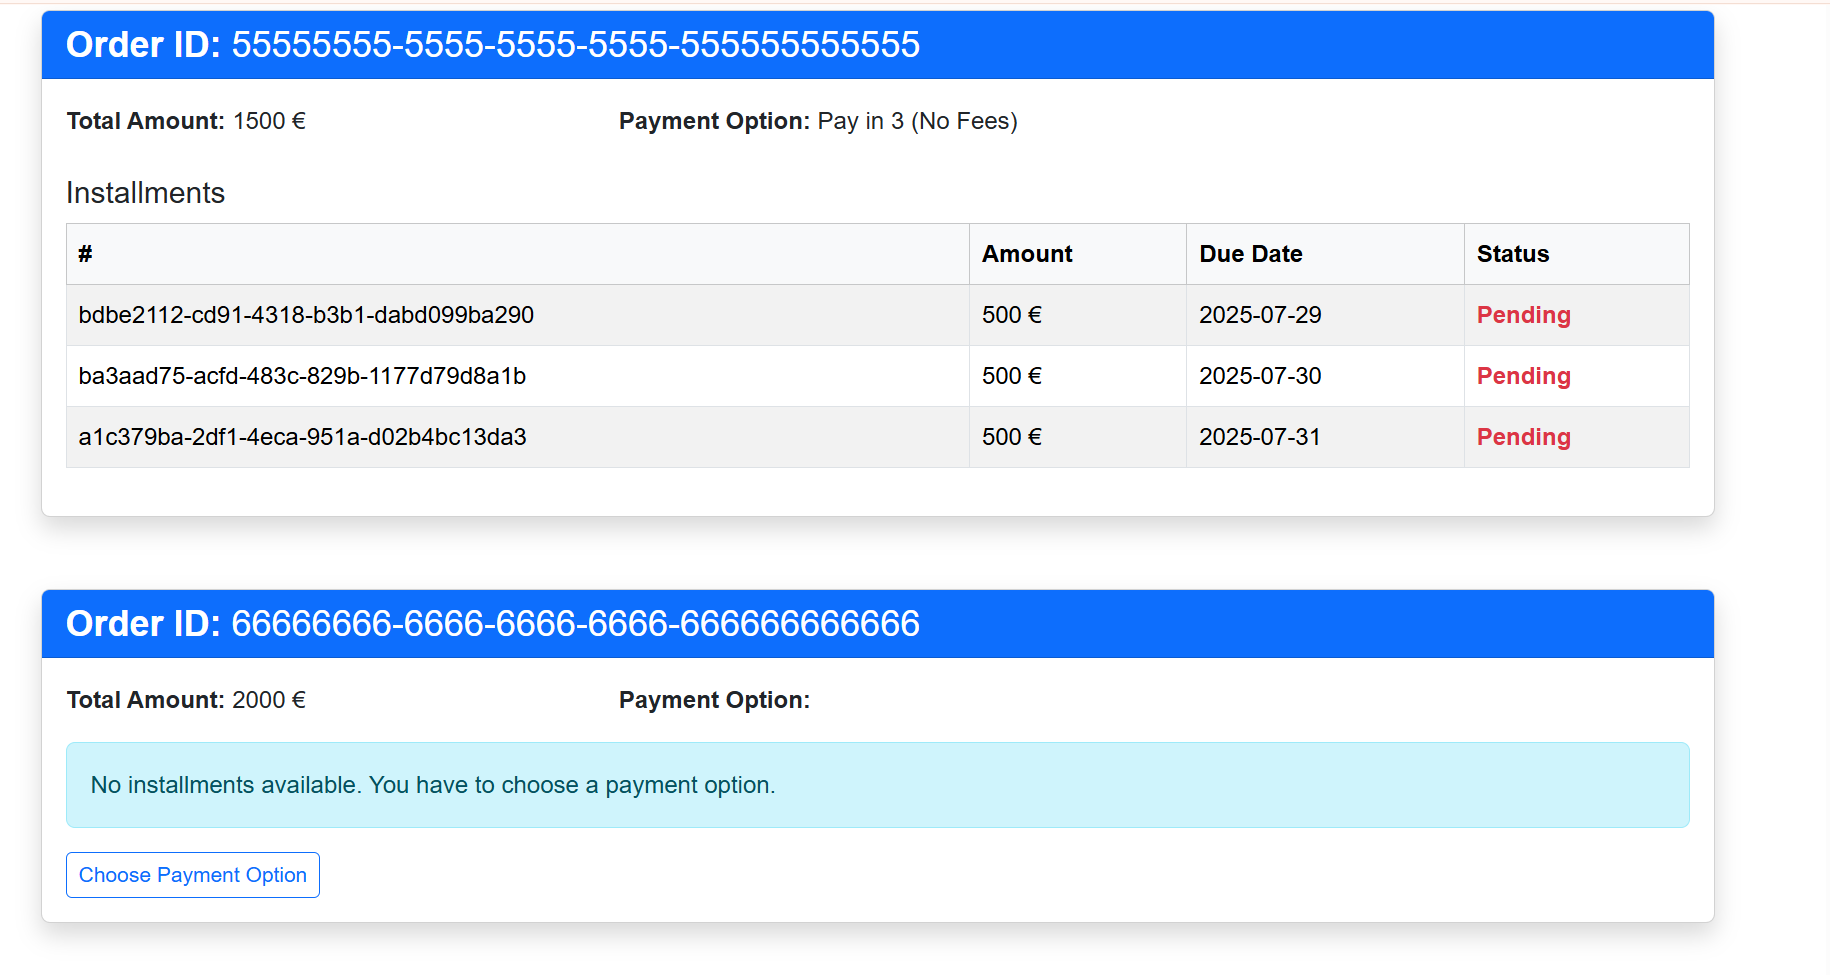 Order ID: 55555555-5555-5555-5555-555555555555
Total Amount: 1500 € Payment Option: Pay in 3 (No Fees)
Installments
# Amount Due Date Status
bdbe2112-cd91-4318-b3b1-dabd099ba290 500 € 2025-07-29 Pending
ba3aad75-acfd-483c-829b-1177d79d8a1b 500 € 2025-07-30 Pending
a1c379ba-2df1-4eca-951a-d02b4bc13da3 500 € 2025-07-31 Pending
Order ID: 66666666-6666-6666-6666-666666666666
Total Amount: 2000 € Payment Option:
No installments available. You have to choose a payment option.
Choose Payment Option